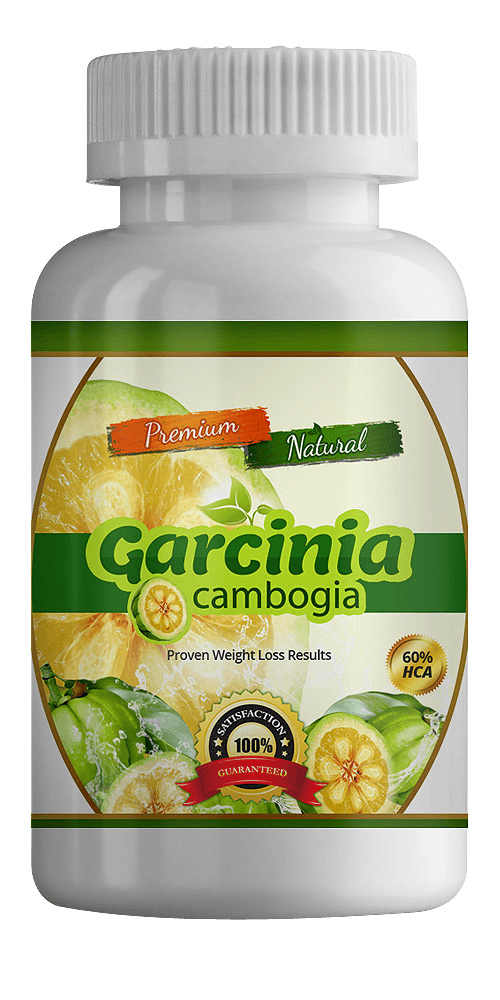 Premium
Natural
Garcinia
cambogia
Proven Weight Loss Results
60%
HCA
SATISFACTION
100%
GUARANTEED